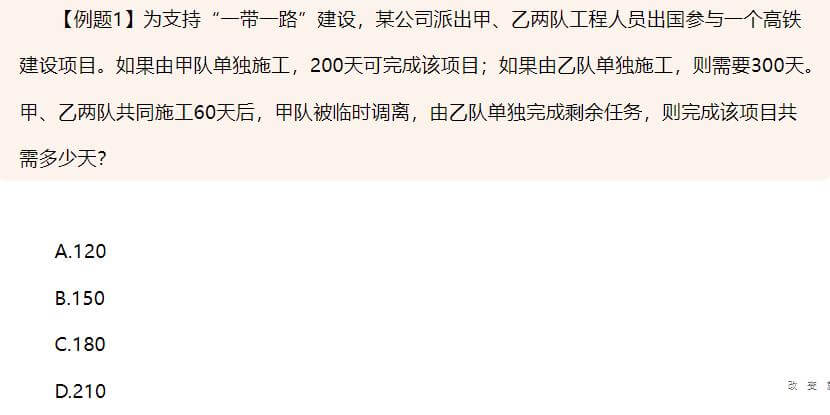 【例题1】为支持“一带一路”建设，某公司派出甲、乙两队工程人员出国参与一个高铁
建设项目。如果由甲队单独施工，200天可完成该项目；如果由乙队单独施工，则需要300天。
甲、乙两队共同施工60天后，甲队被临时调离，由乙队单独完成剩余任务，则完成该项目共
需多少天？
A.120
B.150
C.180
D.210
改 变